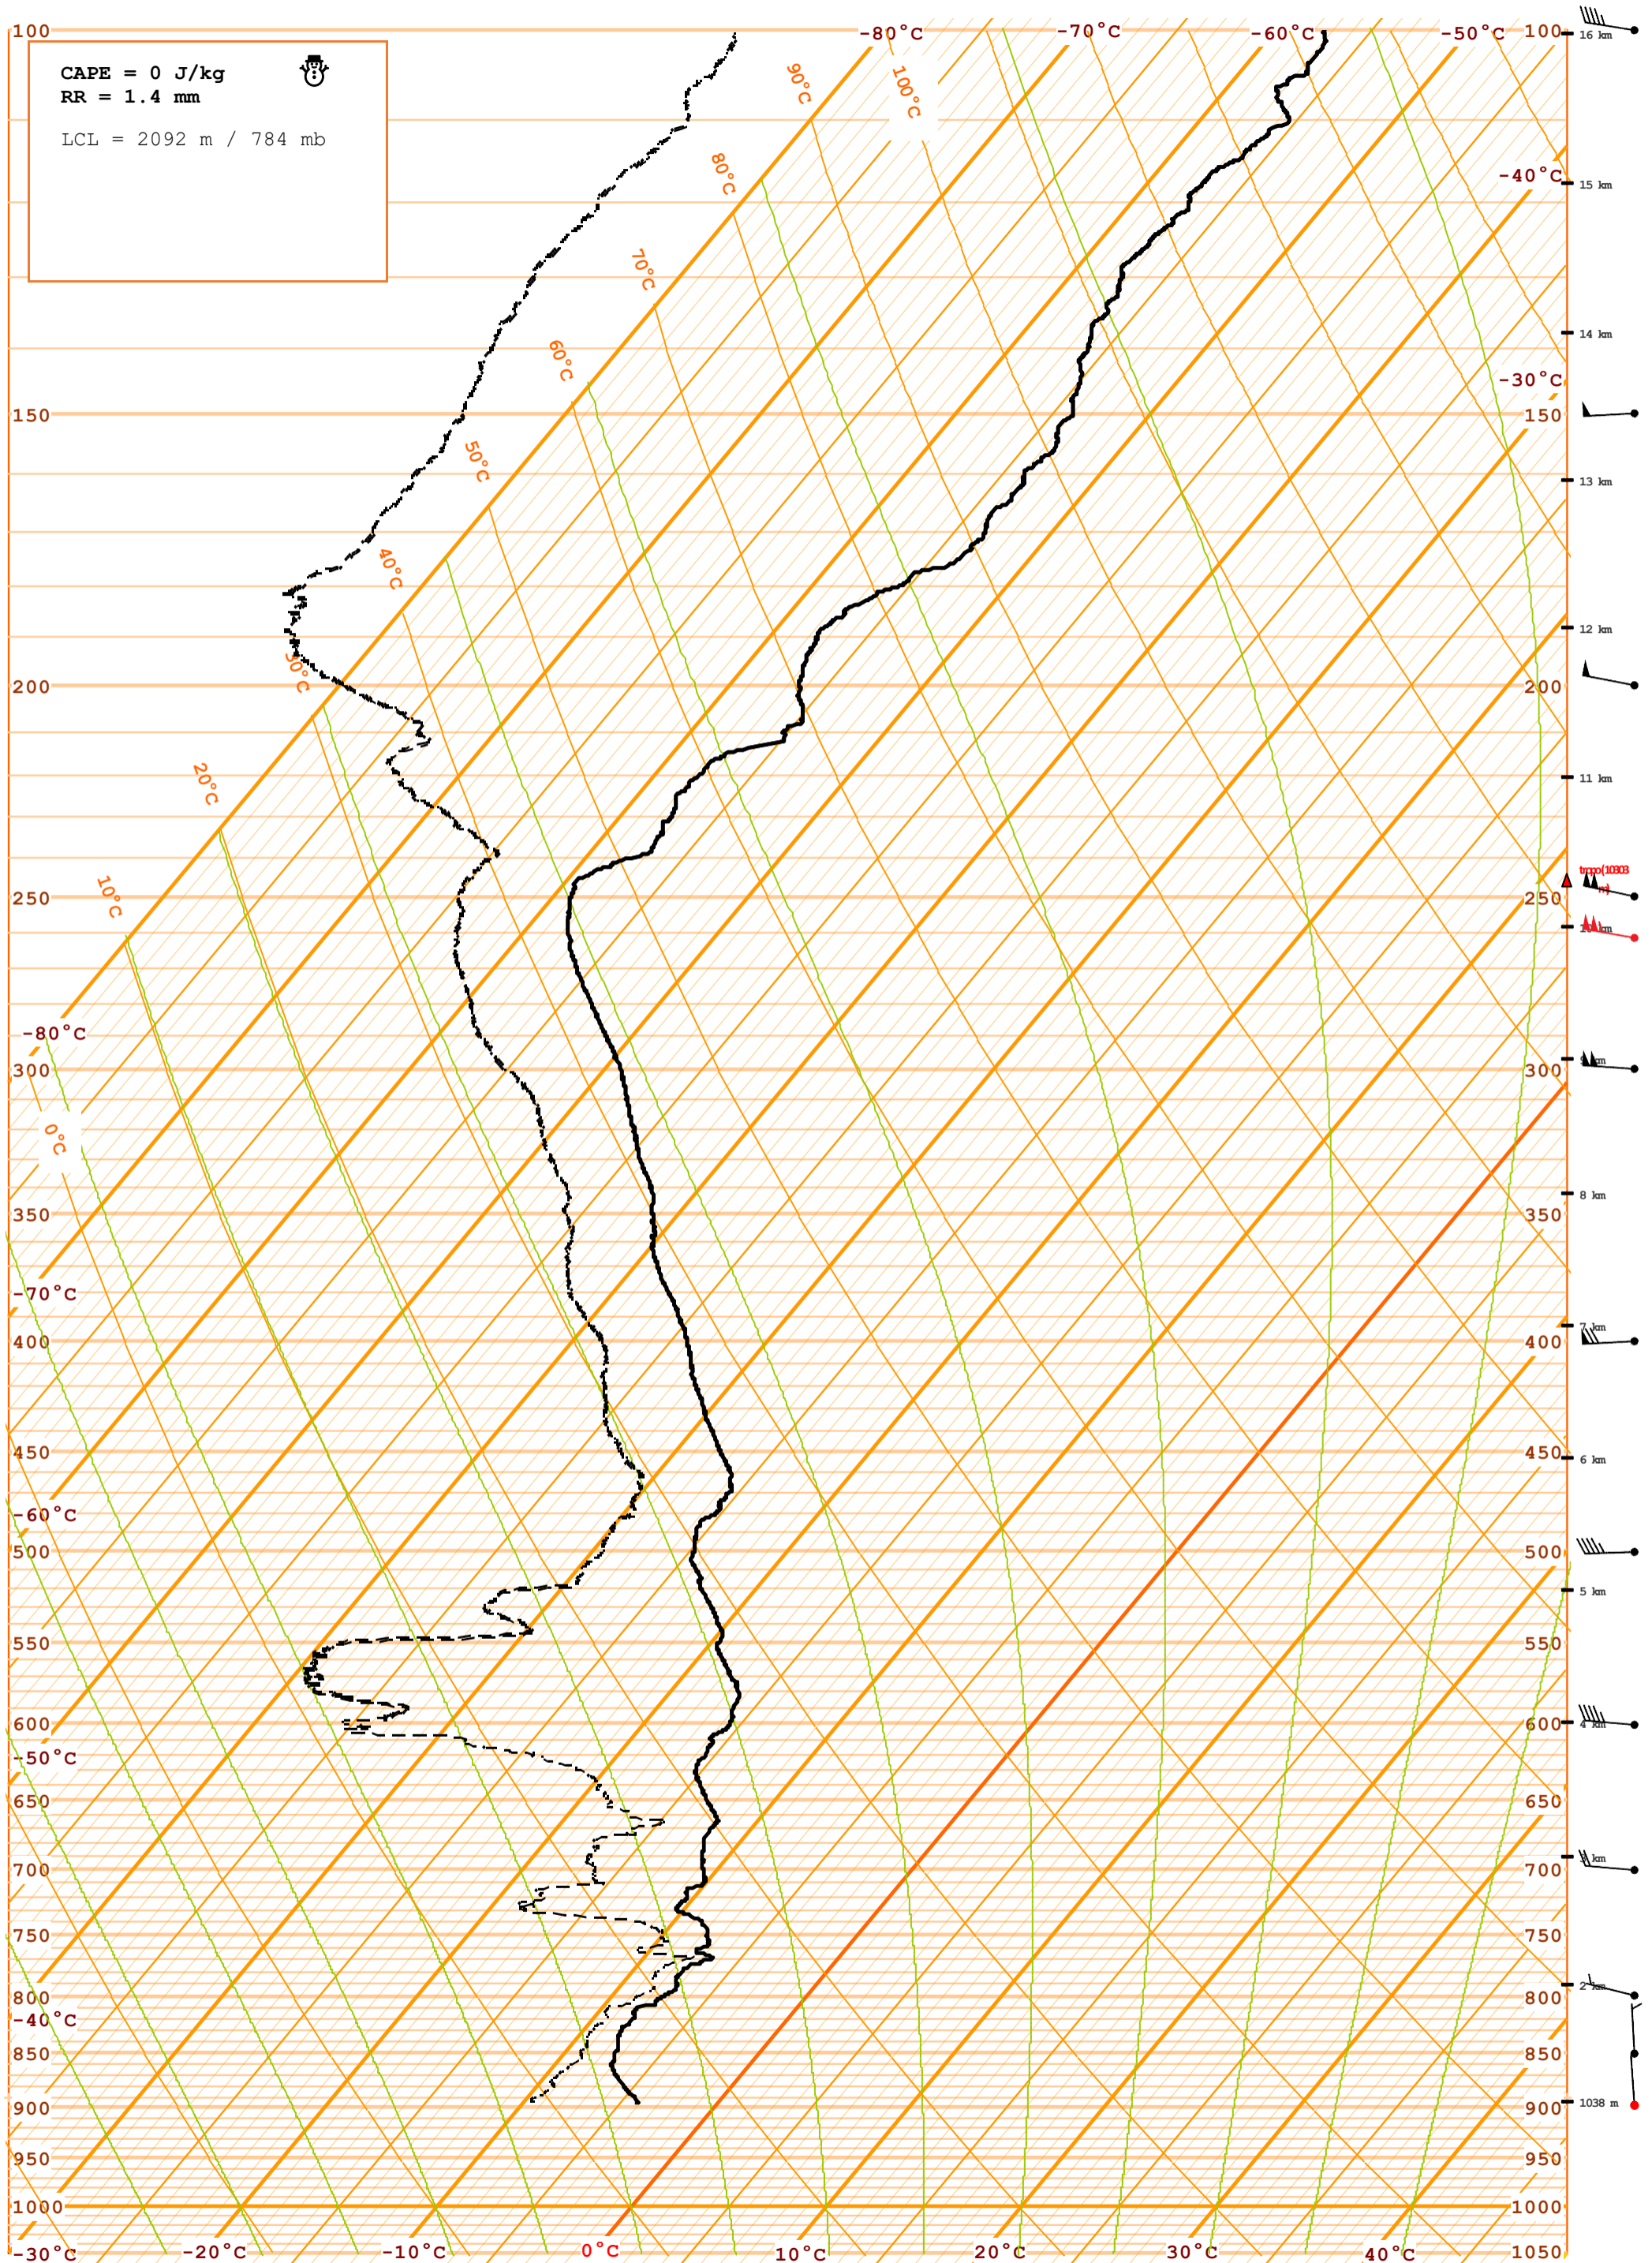 100 -80°C -70°C -60°C -50°C 100
16 km
CAPE = 0 J/kg
RR = 1.4 mm
LCL = 2092 m / 784 mb
90°C 100°C
80°C
-40°C 15 km
70°C
14 km
60°C -30°C
150 150
50°C
13 km
40°C
12 km
30°C
200 200
20°C 11 km
tropo(10303 m)
10°C
250 250
-80°C
300 300
0°C
8 km
350 350
-70°C
7 km
400 400
450 450
6 km
-60°C
500 500
5 km
550 550
600 600
4 km
-50°C
650 650
700 700
750 750
2 km
800 800
-40°C
850 850
900 900
1038 m
950 950
1000 1000
-30°C -20°C -10°C 0°C 10°C 20°C 30°C 40°C 1050